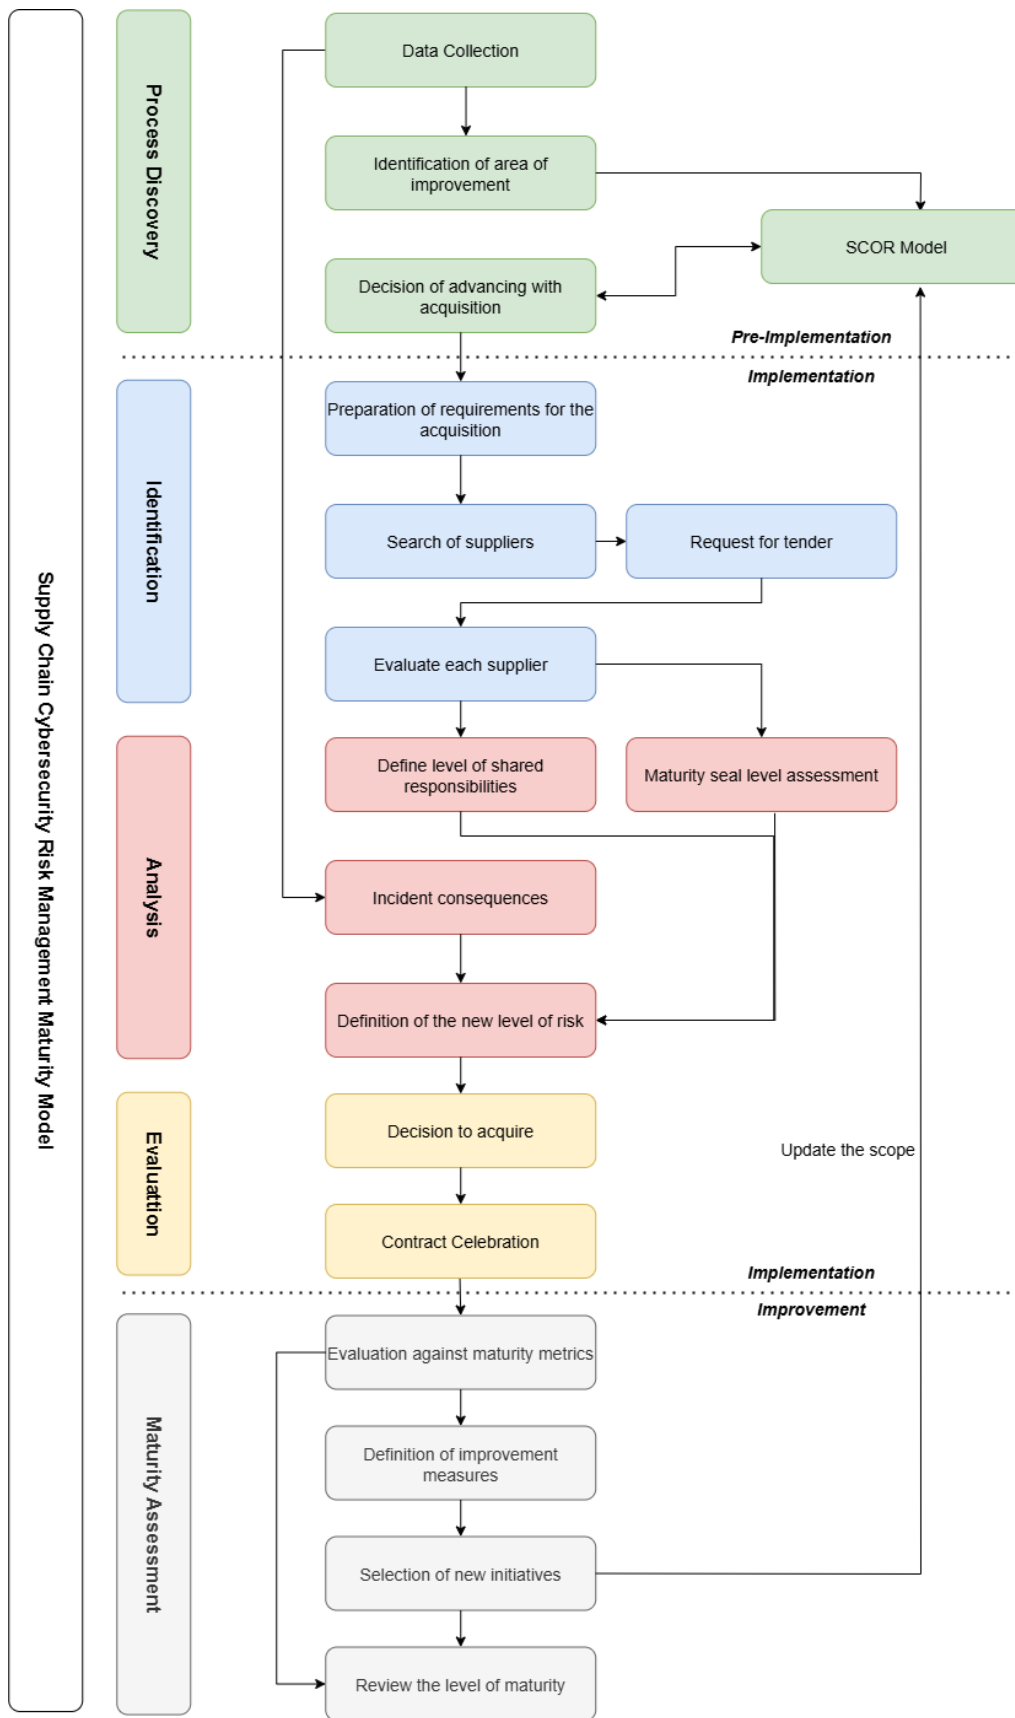 Supply Chain Cybersecurity Risk Management Maturity Model
Process Discovery
Data Collection
Identification of area of
improvement
SCOR Model
Decision of advancing with
acquisition
Pre-Implementation
Implementation
Identification
Preparation of requirements for the
acquisition
Search of suppliers
Request for tender
Evaluate each supplier
Analysis
Define level of shared
responsibilities
Maturity seal level assessment
Incident consequences
Definition of the new level of risk
Evaluattion
Decision to acquire
Update the scope
Contract Celebration
Implementation
Improvement
Maturity Assessment
Evaluation against maturity metrics
Definition of improvement
measures
Selection of new initiatives
Review the level of maturity